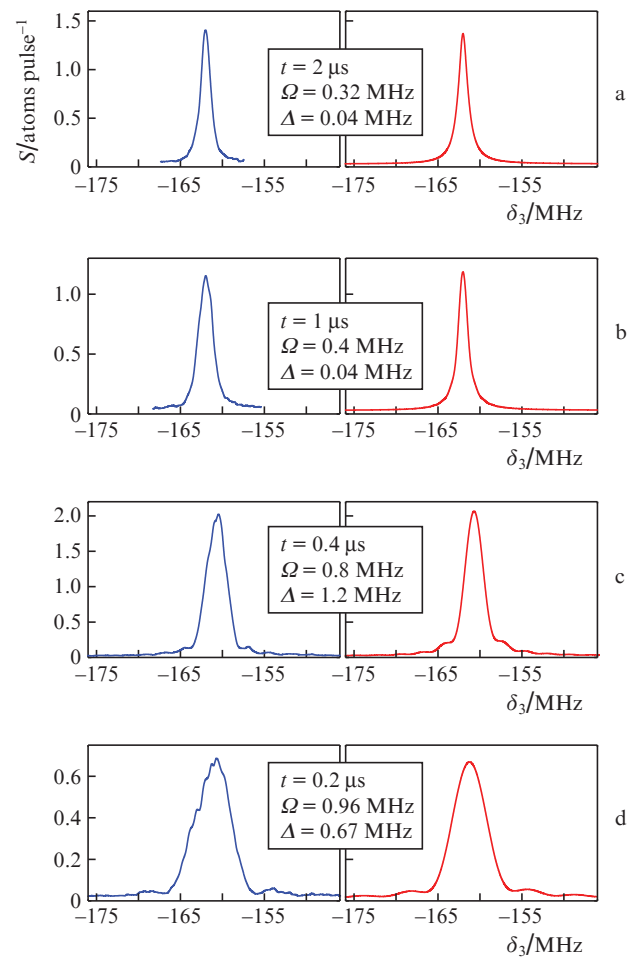 S/atoms pulse⁻¹
1.5
1.0
0.5
0
t = 2 μs
Ω = 0.32 MHz
Δ = 0.04 MHz
a
−175 −165 −155 −175 −165 −155
δ₃/MHz
1.0
0.5
0
t = 1 μs
Ω = 0.4 MHz
Δ = 0.04 MHz
b
−175 −165 −155 −175 −165 −155
δ₃/MHz
2.0
1.5
1.0
0.5
0
t = 0.4 μs
Ω = 0.8 MHz
Δ = 1.2 MHz
c
−175 −165 −155 −175 −165 −155
δ₃/MHz
0.6
0.4
0.2
0
t = 0.2 μs
Ω = 0.96 MHz
Δ = 0.67 MHz
d
−175 −165 −155 −175 −165 −155
δ₃/MHz